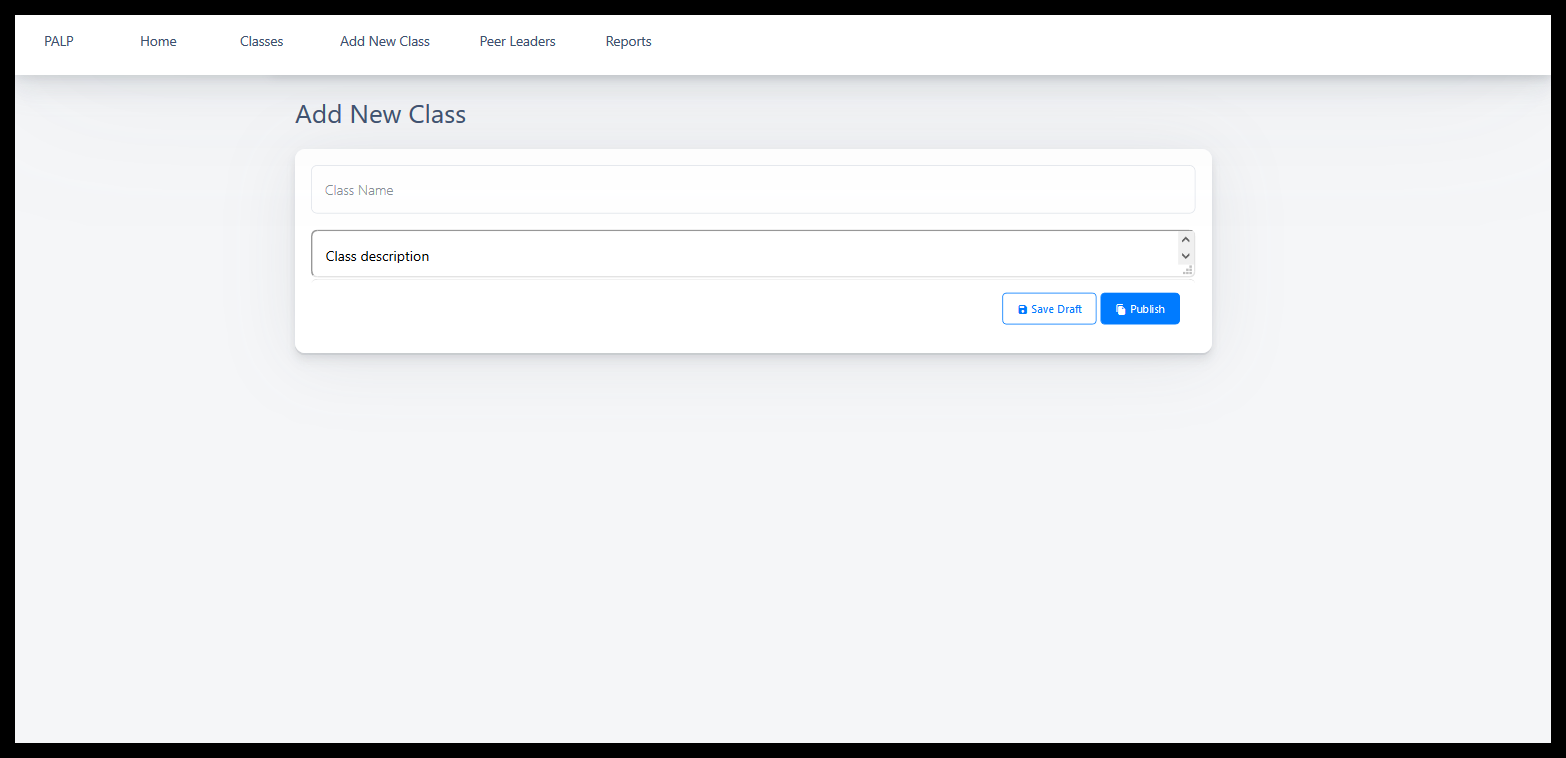 PALP Home Classes Add New Class Peer Leaders Reports
Add New Class
Class Name
Class description
Save Draft Publish